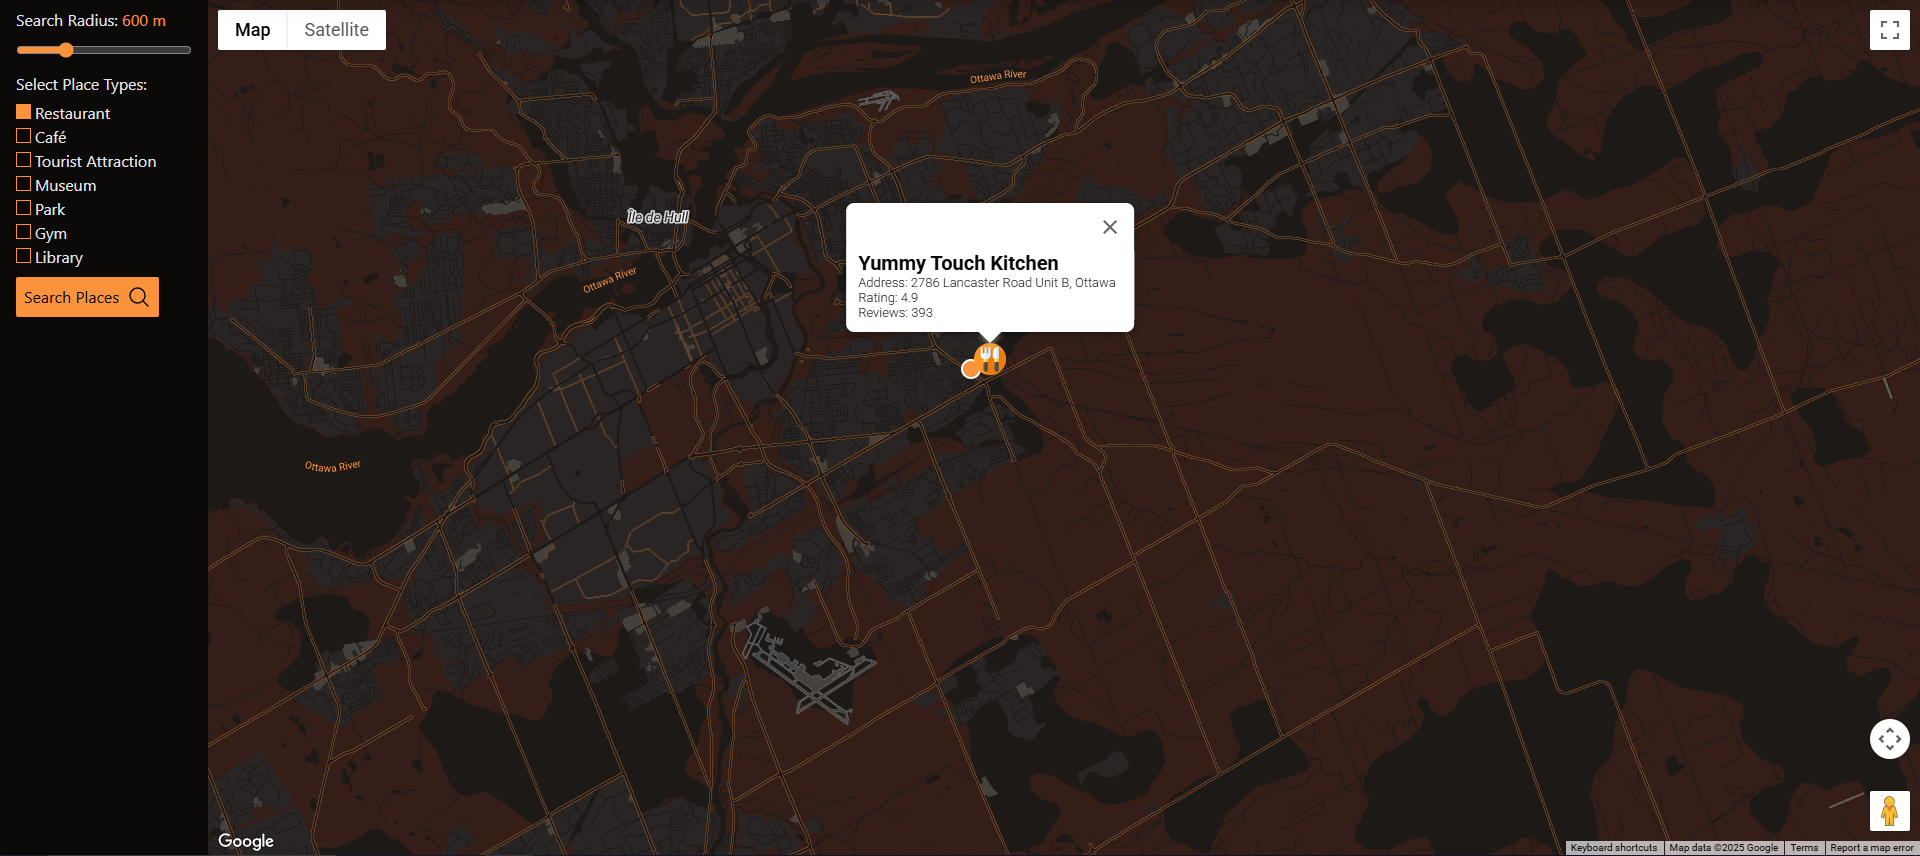 Search Radius: 600 m
Select Place Types:
Restaurant
Café
Tourist Attraction
Museum
Park
Gym
Library
Search Places
Map
Satellite
Ottawa River
Île de Hull
Ottawa River
Yummy Touch Kitchen
Address: 2786 Lancaster Road Unit B, Ottawa
Rating: 4.9
Reviews: 393
Ottawa River
Google
Keyboard shortcuts
Map data ©2025 Google
Terms
Report a map error